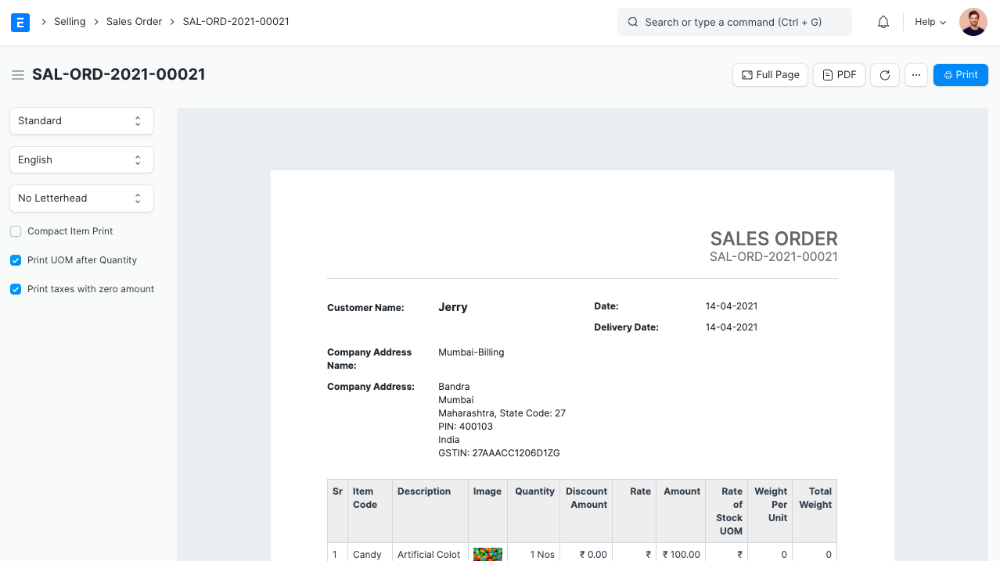 E > Selling > Sales Order > SAL-ORD-2021-00021
Search or type a command (Ctrl + G)
Help
SAL-ORD-2021-00021
Full Page
PDF
...
Print
Standard
English
No Letterhead
Compact Item Print
Print UOM after Quantity
Print taxes with zero amount
SALES ORDER
SAL-ORD-2021-00021
Customer Name: Jerry
Date: 14-04-2021
Delivery Date: 14-04-2021
Company Address Mumbai-Billing
Name:
Company Address: Bandra
Mumbai
Maharashtra, State Code: 27
PIN: 400103
India
GSTIN: 27AAACC1206D1ZG
Sr Item Description Image Quantity Discount Rate Amount Rate Weight Total
Code Amount of Per Weight
Stock Unit
UOM
1 Candy Artificial Colot 1 Nos ₹ 0.00 ₹ ₹ 100.00 ₹ 0 0